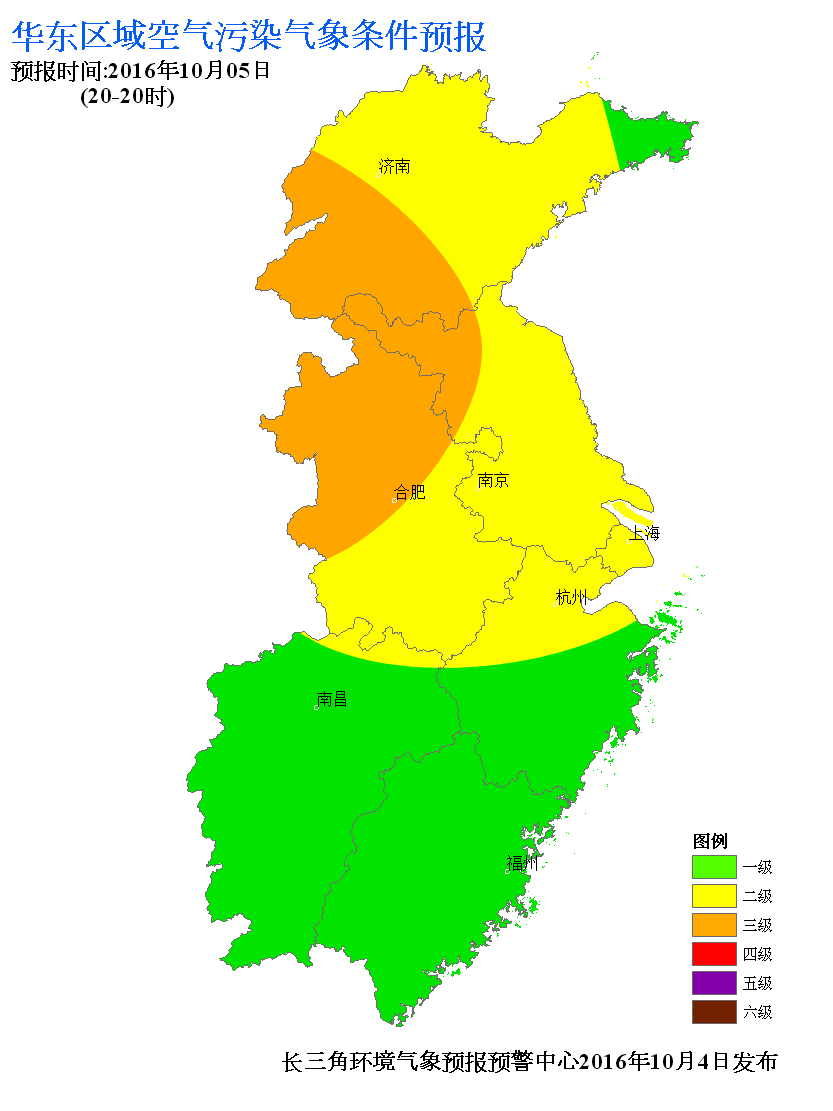 华东区域空气污染气象条件预报
预报时间:2016年10月05日
(20-20时)
济南
合肥
南京
上海
杭州
南昌
福州
图例
一级
二级
三级
四级
五级
六级
长三角环境气象预报预警中心2016年10月4日发布